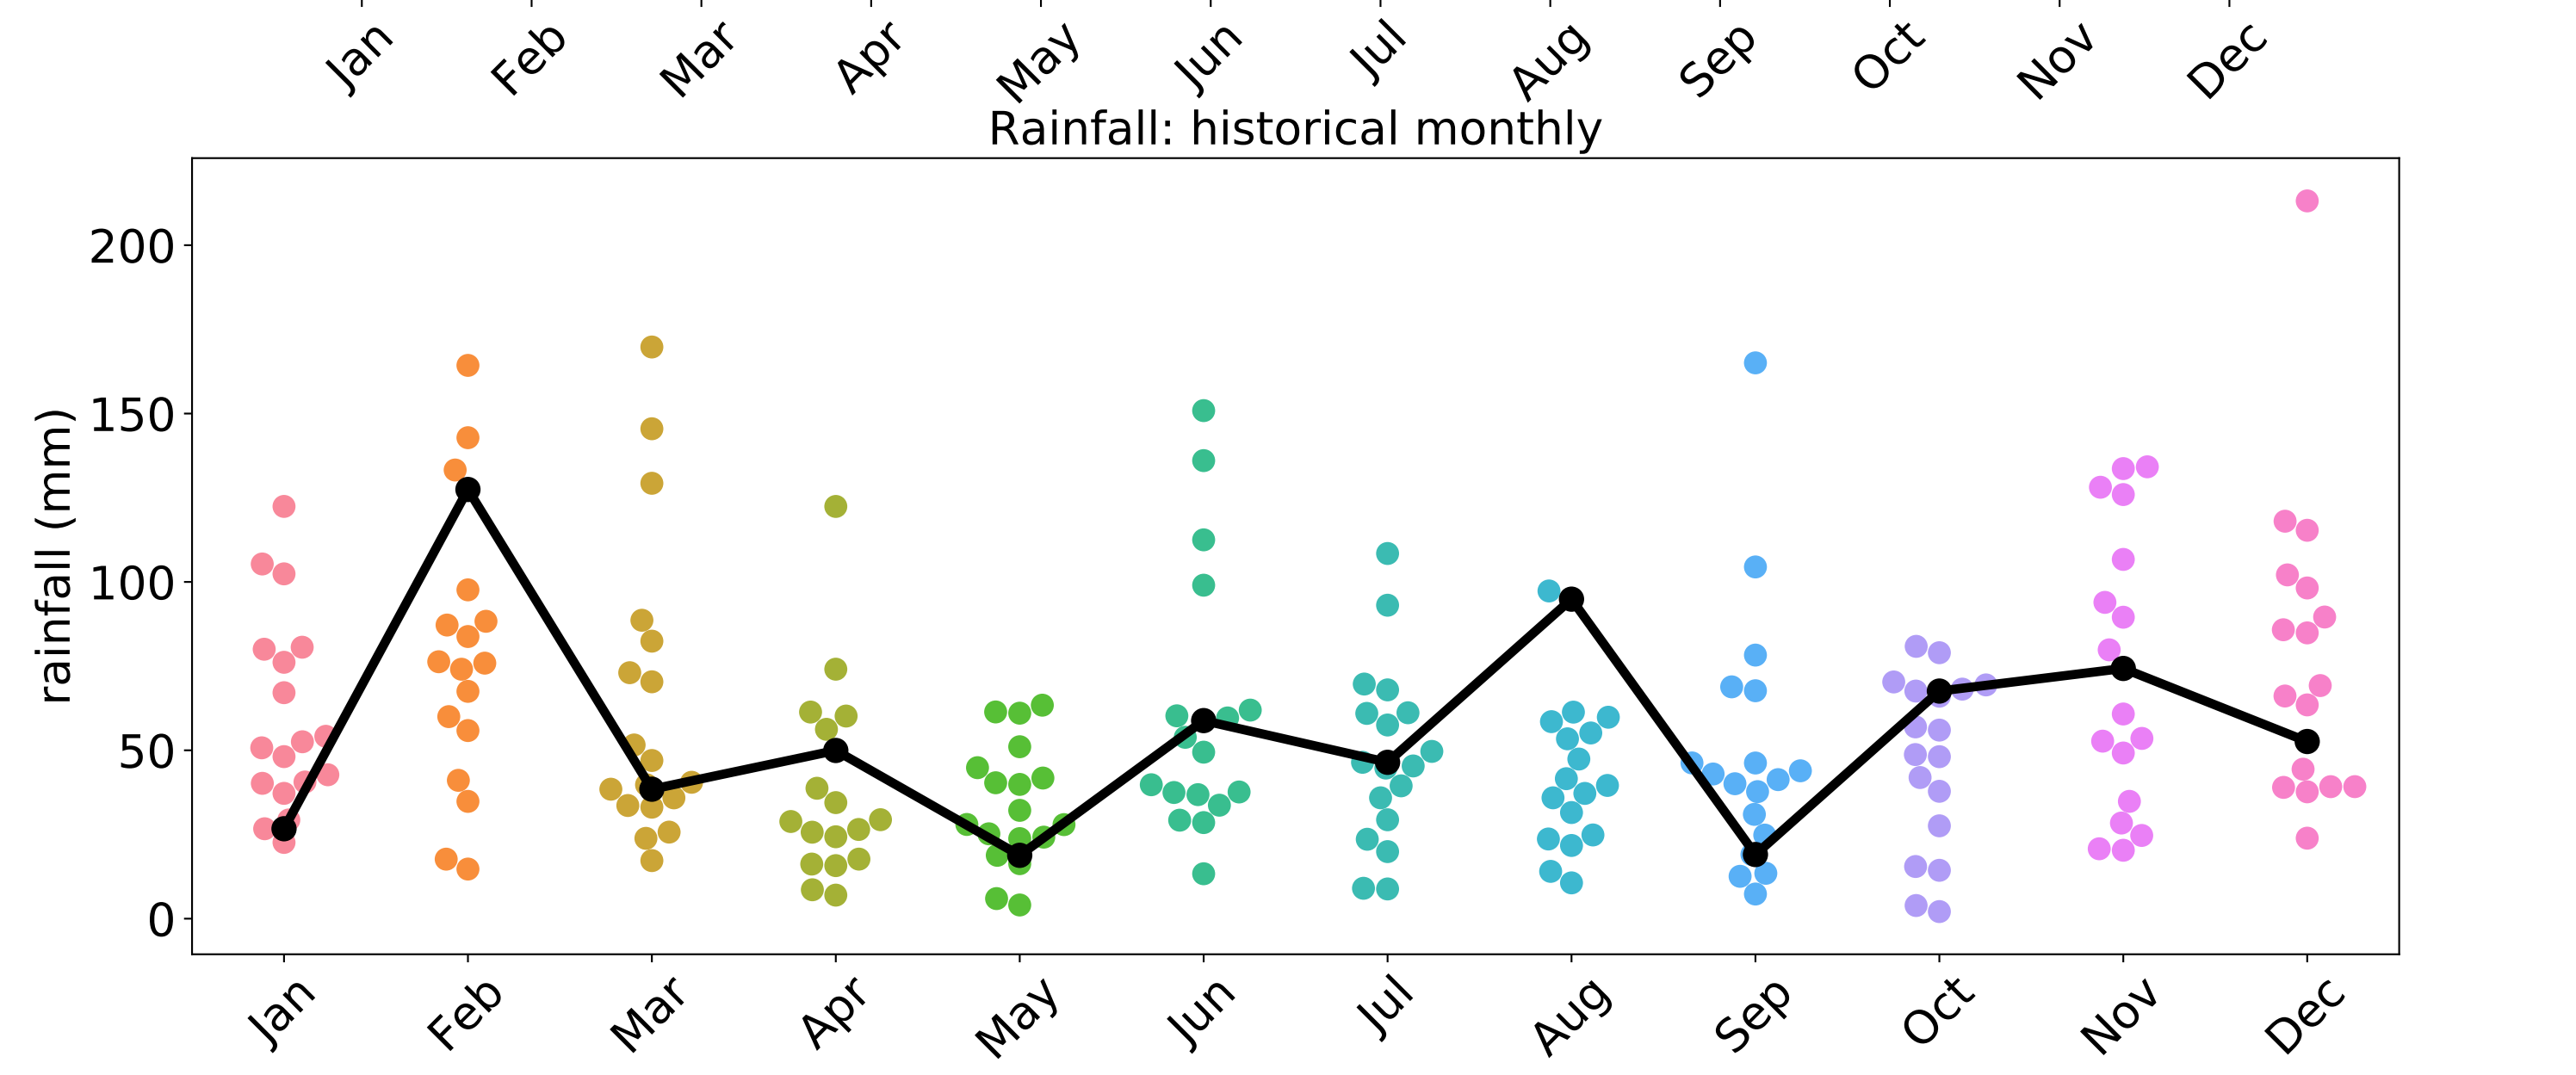 Jan Feb Mar Apr May Jun Jul Aug Sep Oct Nov Dec
Rainfall: historical monthly
rainfall (mm)
200
150
100
50
0
Jan Feb Mar Apr May Jun Jul Aug Sep Oct Nov Dec